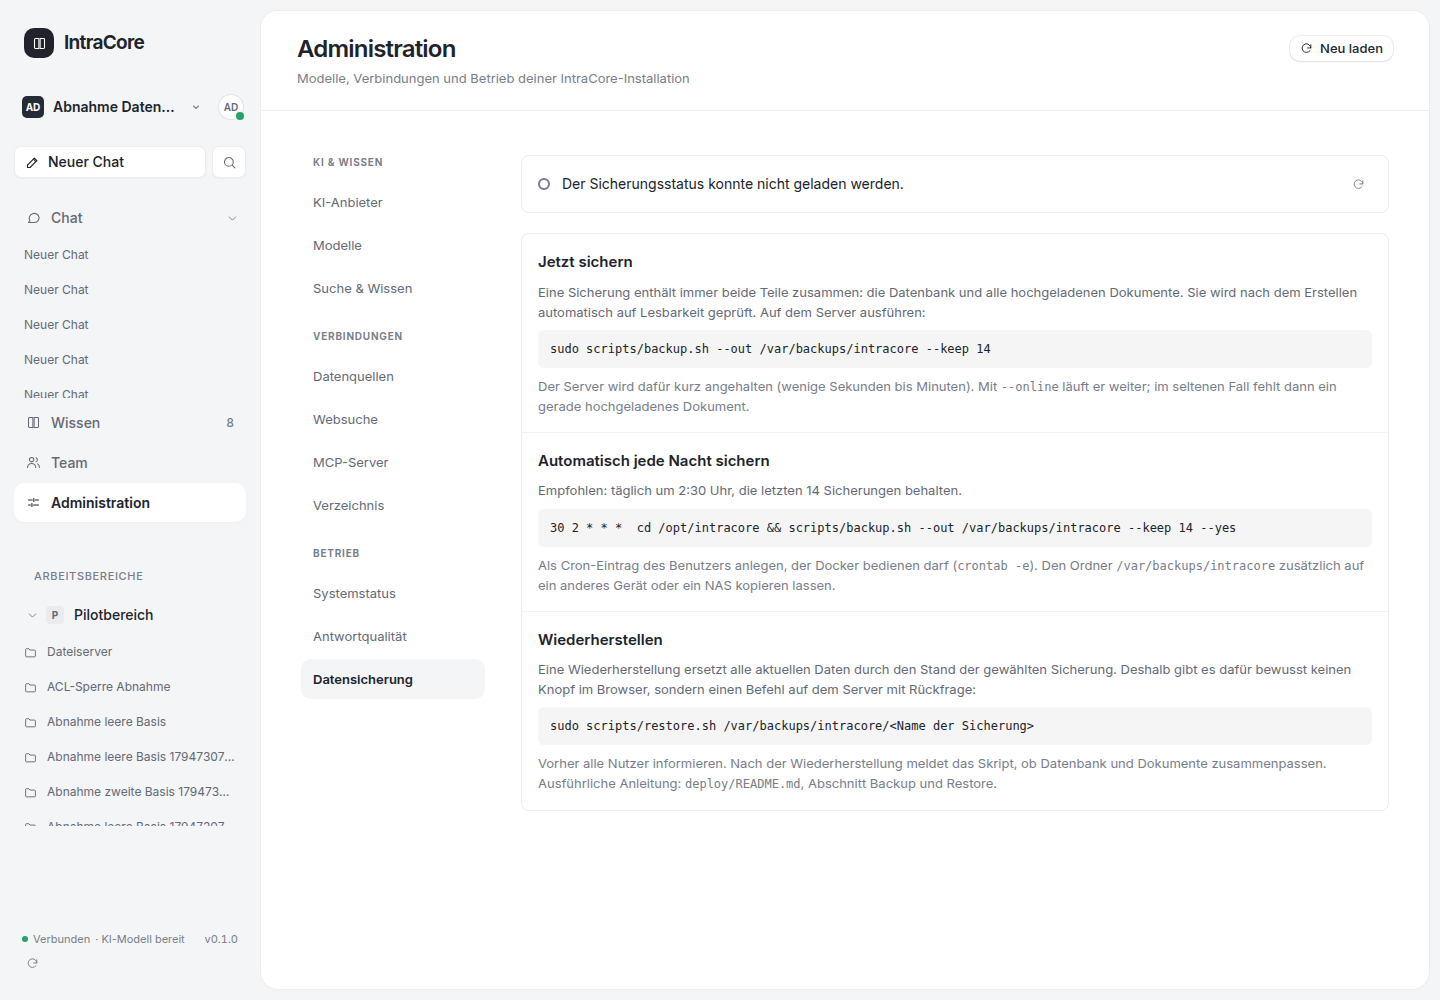 IntraCore
AD Abnahme Daten... AD
Neuer Chat
Chat
Neuer Chat
Neuer Chat
Neuer Chat
Neuer Chat
Neuer Chat
Wissen 8
Team
Administration
ARBEITSBEREICHE
P Pilotbereich
Dateiserver
ACL-Sperre Abnahme
Abnahme leere Basis
Abnahme leere Basis 17947307...
Abnahme zweite Basis 179473...
Abnahme leere Basis 17947207
Verbunden · KI-Modell bereit v0.1.0
Administration
Modelle, Verbindungen und Betrieb deiner IntraCore-Installation
Neu laden
KI & WISSEN
KI-Anbieter
Modelle
Suche & Wissen
VERBINDUNGEN
Datenquellen
Websuche
MCP-Server
Verzeichnis
BETRIEB
Systemstatus
Antwortqualität
Datensicherung
Der Sicherungsstatus konnte nicht geladen werden.
Jetzt sichern
Eine Sicherung enthält immer beide Teile zusammen: die Datenbank und alle hochgeladenen Dokumente. Sie wird nach dem Erstellen
automatisch auf Lesbarkeit geprüft. Auf dem Server ausführen:
sudo scripts/backup.sh --out /var/backups/intracore --keep 14
Der Server wird dafür kurz angehalten (wenige Sekunden bis Minuten). Mit --online läuft er weiter; im seltenen Fall fehlt dann ein
gerade hochgeladenes Dokument.
Automatisch jede Nacht sichern
Empfohlen: täglich um 2:30 Uhr, die letzten 14 Sicherungen behalten.
30 2 * * *  cd /opt/intracore && scripts/backup.sh --out /var/backups/intracore --keep 14 --yes
Als Cron-Eintrag des Benutzers anlegen, der Docker bedienen darf (crontab -e). Den Ordner /var/backups/intracore zusätzlich auf
ein anderes Gerät oder ein NAS kopieren lassen.
Wiederherstellen
Eine Wiederherstellung ersetzt alle aktuellen Daten durch den Stand der gewählten Sicherung. Deshalb gibt es dafür bewusst keinen
Knopf im Browser, sondern einen Befehl auf dem Server mit Rückfrage:
sudo scripts/restore.sh /var/backups/intracore/<Name der Sicherung>
Vorher alle Nutzer informieren. Nach der Wiederherstellung meldet das Skript, ob Datenbank und Dokumente zusammenpassen.
Ausführliche Anleitung: deploy/README.md, Abschnitt Backup und Restore.